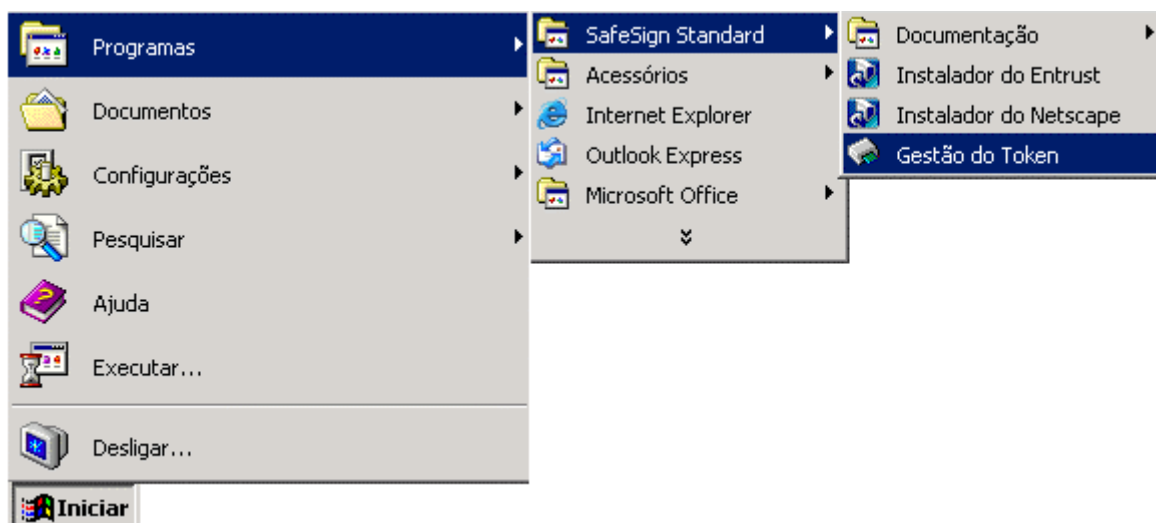 Programas
Documentos
Configurações
Pesquisar
Ajuda
Executar...
Desligar...
Iniciar
SafeSign Standard
Acessórios
Internet Explorer
Outlook Express
Microsoft Office
Documentação
Instalador do Entrust
Instalador do Netscape
Gestão do Token